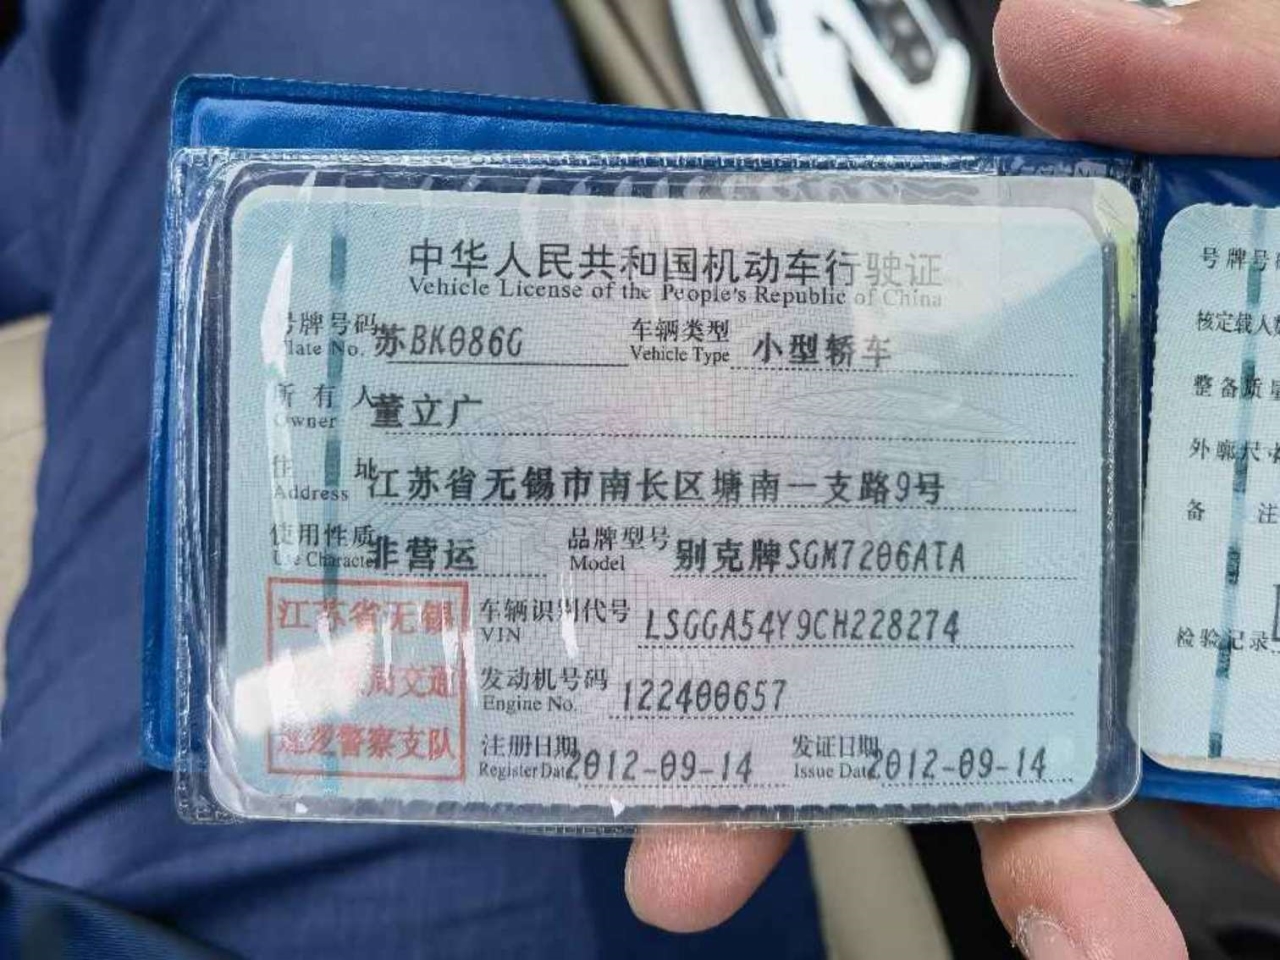 中华人民共和国机动车行驶证
Vehicle License of the People's Republic of China
号牌号码 苏BK086G 车辆类型 小型轿车
Plate No. Vehicle Type
所有人 董立广
Owner
住址 江苏省无锡市南长区塘南一支路9号
Address
使用性质 非营运 品牌型号 别克牌SGM7206ATA
Use Character Model
江苏省无锡
局交通
巡逻警察支队
车辆识别代号 LSGGA54Y9CH228274
VIN
发动机号码 122400657
Engine No.
注册日期 2012-09-14 发证日期 2012-09-14
Register Date Issue Date
号牌号
核定载人
整备质量
外廓尺
备注
检验记录